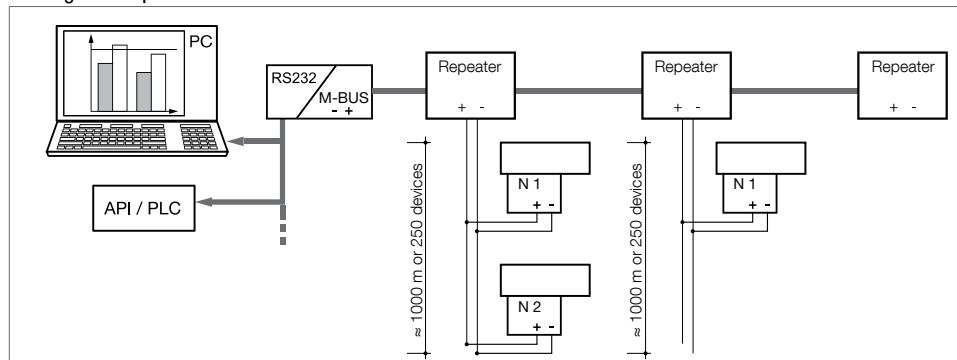 PC
RS232
M-BUS
- +
API / PLC
Repeater
+ -
Repeater
+ -
Repeater
+ -
≈ 1000 m or 250 devices
N 1
+ -
N 2
+ -
≈ 1000 m or 250 devices
N 1
+ -